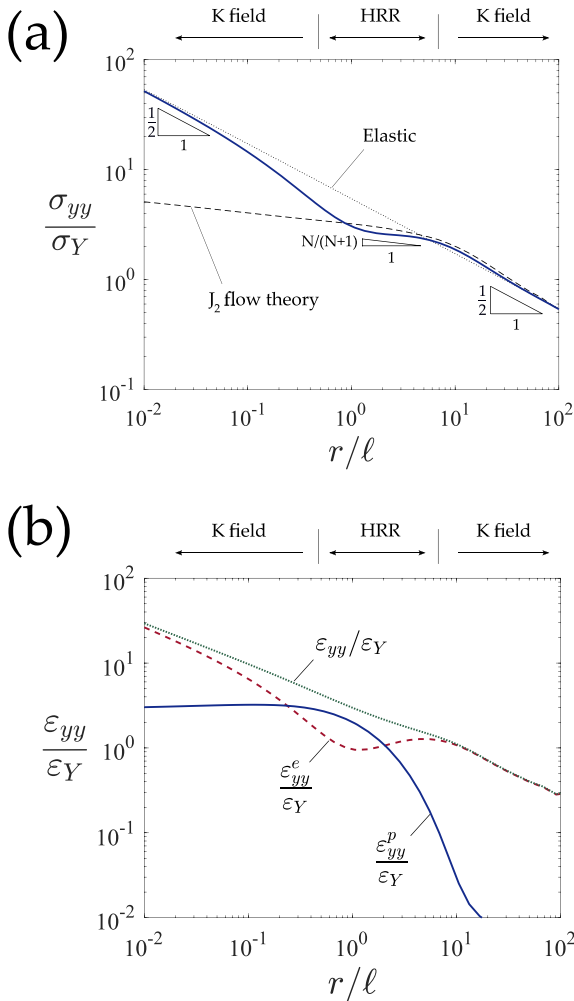 (a)
K field HRR K field
10^2
10^1
10^0
10^-1
σ_yy/σ_Y
1/2
1
Elastic
N/(N+1)
1
J_2 flow theory
1/2
1
10^-2 10^-1 10^0 10^1 10^2
r/ℓ
(b)
K field HRR K field
10^2
10^1
10^0
10^-1
10^-2
ε_yy/ε_Y
ε_yy/ε_Y
ε^e_yy/ε_Y
ε^p_yy/ε_Y
10^-2 10^-1 10^0 10^1 10^2
r/ℓ